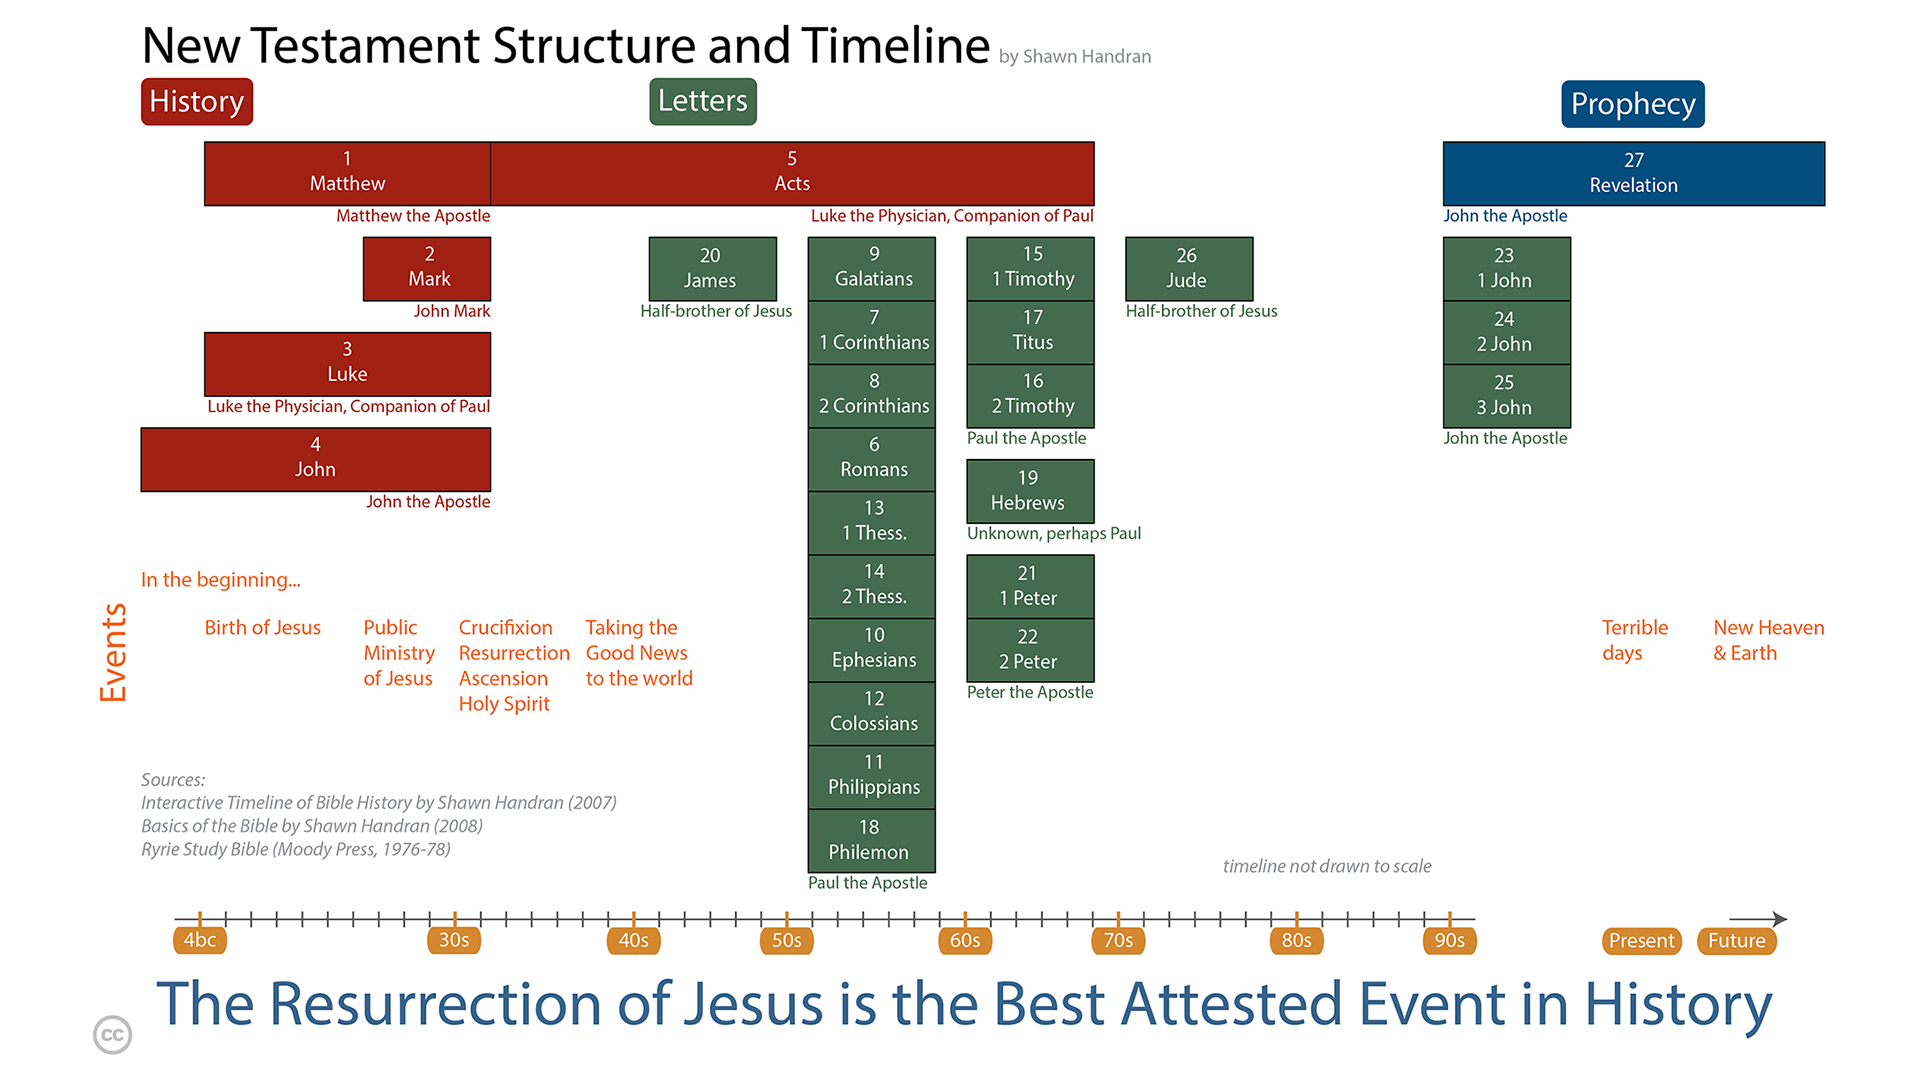 New Testament Structure and Timeline by Shawn Handran
History
Letters
Prophecy
1
Matthew
Matthew the Apostle
5
Acts
Luke the Physician, Companion of Paul
27
Revelation
John the Apostle
2
Mark
John Mark
3
Luke
Luke the Physician, Companion of Paul
4
John
John the Apostle
20
James
Half-brother of Jesus
9
Galatians
7
1 Corinthians
8
2 Corinthians
6
Romans
13
1 Thess.
14
2 Thess.
10
Ephesians
12
Colossians
11
Philippians
18
Philemon
Paul the Apostle
15
1 Timothy
17
Titus
16
2 Timothy
Paul the Apostle
19
Hebrews
Unknown, perhaps Paul
21
1 Peter
22
2 Peter
Peter the Apostle
26
Jude
Half-brother of Jesus
23
1 John
24
2 John
25
3 John
John the Apostle
Events
In the beginning...
Birth of Jesus
Public
Ministry
of Jesus
Crucifixion
Resurrection
Ascension
Holy Spirit
Taking the
Good News
to the world
Terrible
days
New Heaven
& Earth
Sources:
Interactive Timeline of Bible History by Shawn Handran (2007)
Basics of the Bible by Shawn Handran (2008)
Ryrie Study Bible (Moody Press, 1976-78)
timeline not drawn to scale
4bc
30s
40s
50s
60s
70s
80s
90s
Present
Future
The Resurrection of Jesus is the Best Attested Event in History
cc